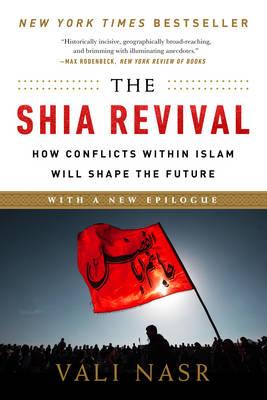 NEW YORK TIMES BESTSELLER
"Historically incisive, geographically broad-reaching,
and brimming with illuminating anecdotes."
—MAX RODENBECK, NEW YORK REVIEW OF BOOKS
THE
SHIA REVIVAL
HOW CONFLICTS WITHIN ISLAM
WILL SHAPE THE FUTURE
WITH A NEW EPILOGUE
VALI NASR